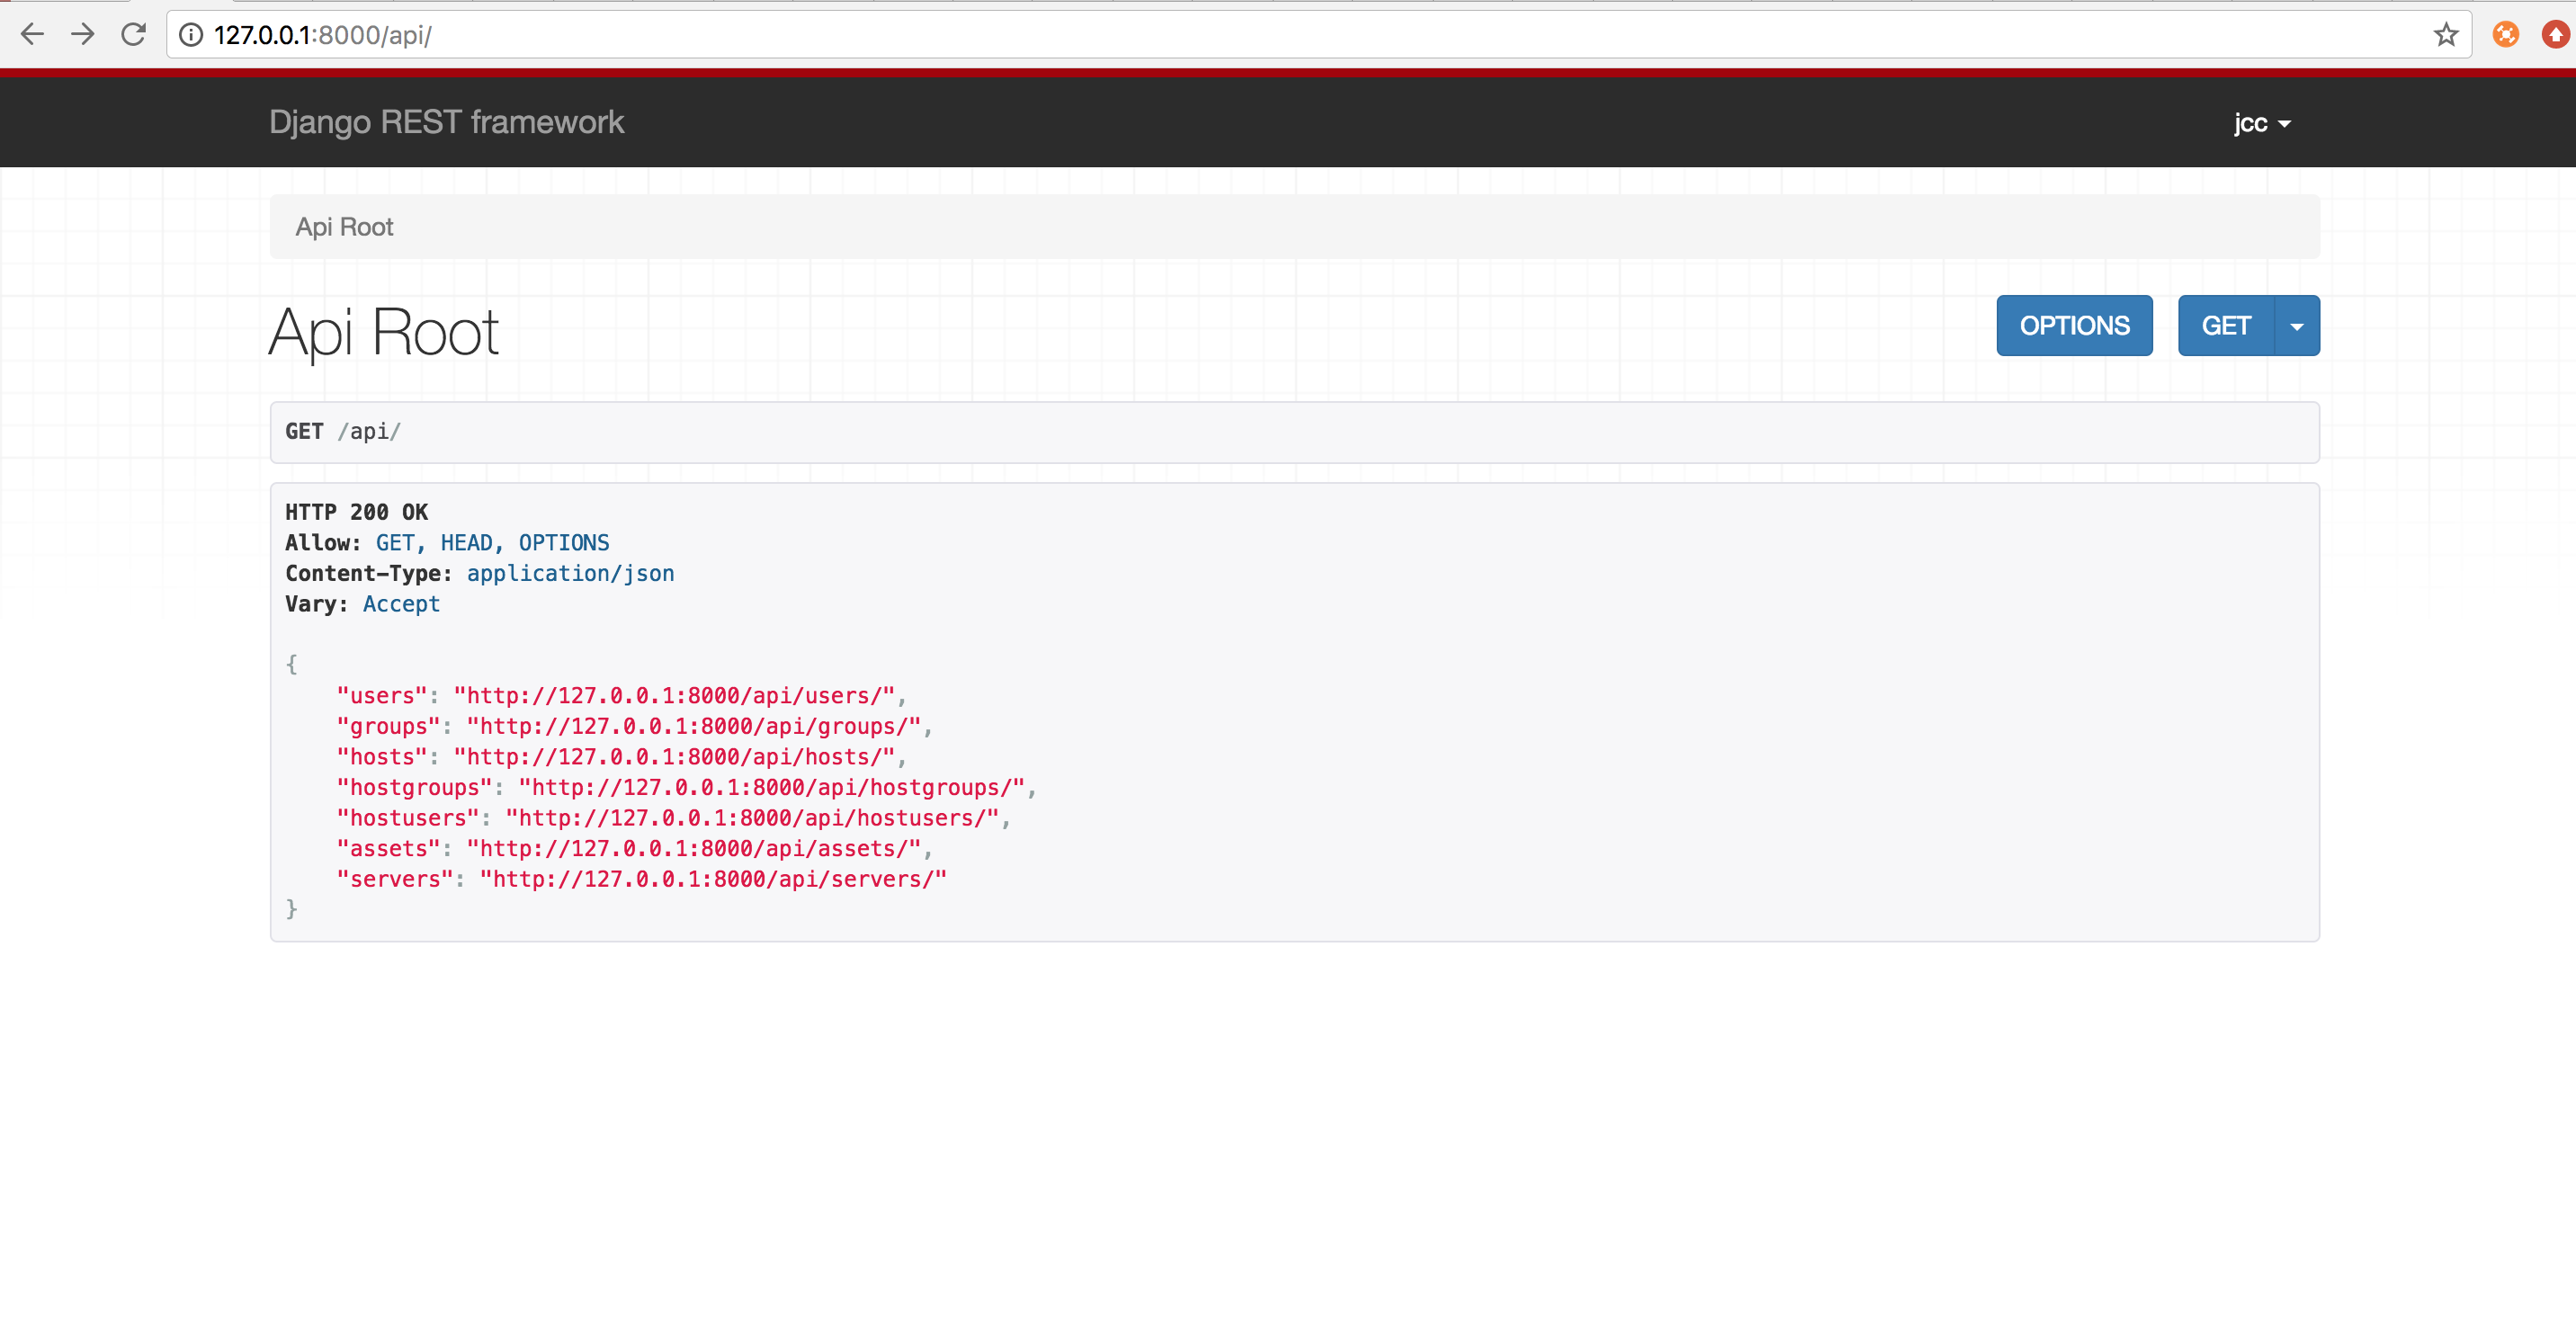 127.0.0.1:8000/api/
Django REST framework
jcc
Api Root
Api Root
OPTIONS
GET
GET /api/
HTTP 200 OK
Allow: GET, HEAD, OPTIONS
Content-Type: application/json
Vary: Accept
{
    "users": "http://127.0.0.1:8000/api/users/",
    "groups": "http://127.0.0.1:8000/api/groups/",
    "hosts": "http://127.0.0.1:8000/api/hosts/",
    "hostgroups": "http://127.0.0.1:8000/api/hostgroups/",
    "hostusers": "http://127.0.0.1:8000/api/hostusers/",
    "assets": "http://127.0.0.1:8000/api/assets/",
    "servers": "http://127.0.0.1:8000/api/servers/"
}